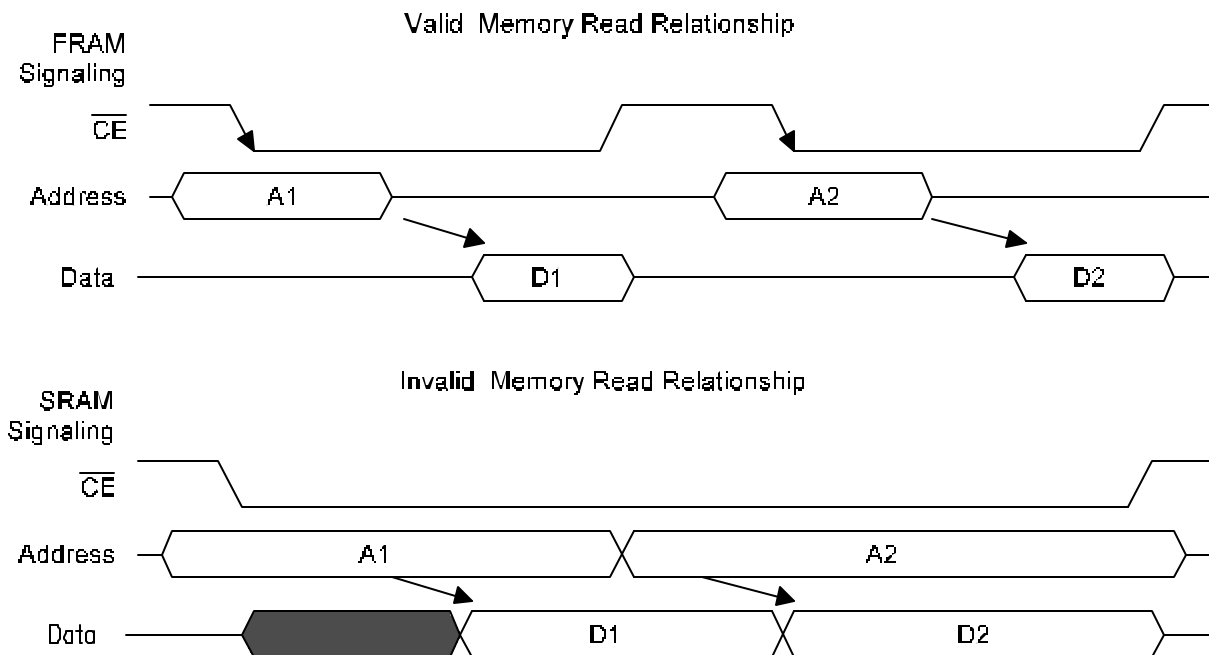 Valid Memory Read Relationship
FRAM
Signaling
CE
Address
A1
A2
Data
D1
D2
Invalid Memory Read Relationship
SRAM
Signaling
CE
Address
A1
A2
Data
D1
D2